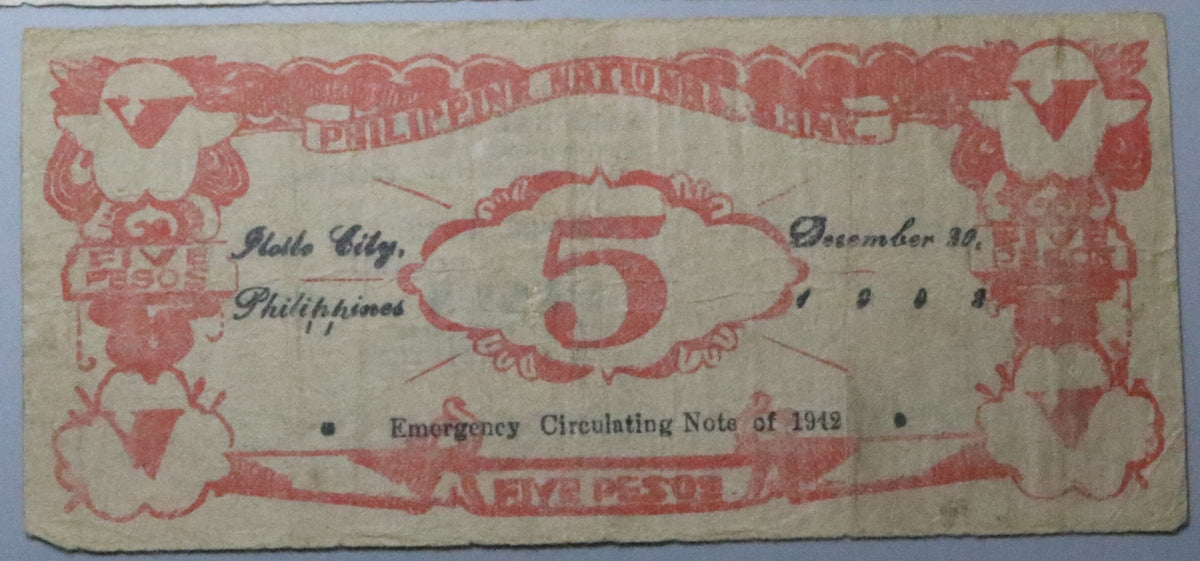 PHILIPPINE NATIONAL BANK
V V
5
Iloilo City, December 30,
FIVE PESOS
FIVE PESOS
Philippines
Emergency Circulating Note of 1942
V V
FIVE PESOS